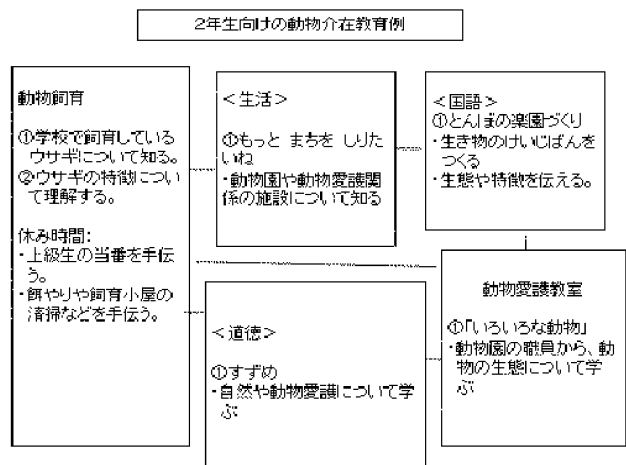 2年生向けの動物介在教育例
動物飼育
①学校で飼育している
ウサギについて知る。
②ウサギの特徴につい
て理解する。
休み時間:
・上級生の当番を手伝
う。
・餌やりや飼育小屋の
清掃などを手伝う。
<生活>
①もっと まちを しりた
いね
・動物園や動物愛護関
係の施設について知る
<国語>
①とんぼの楽園づくり
・生き物のけいじばんを
つくる
・生態や特徴を伝える。
<道徳>
①すずめ
・自然や動物愛護について学
ぶ
動物愛護教室
①「いろいろな動物」
・動物園の職員から、動
物の生態について学
ぶ